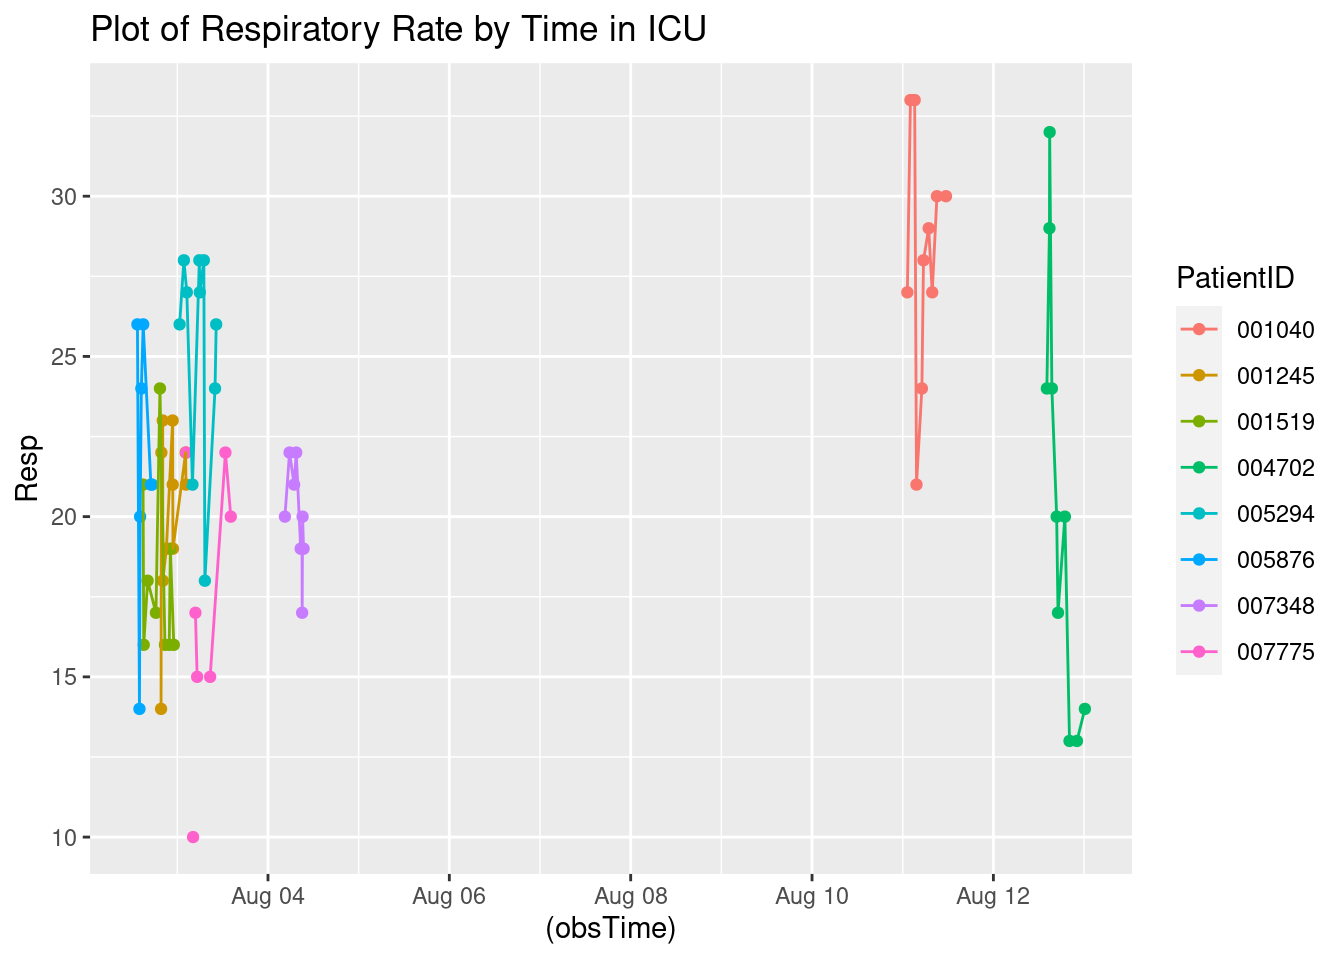 Plot of Respiratory Rate by Time in ICU
Resp
30
25
20
15
10
Aug 04
Aug 06
Aug 08
Aug 10
Aug 12
(obsTime)
PatientID
001040
001245
001519
004702
005294
005876
007348
007775